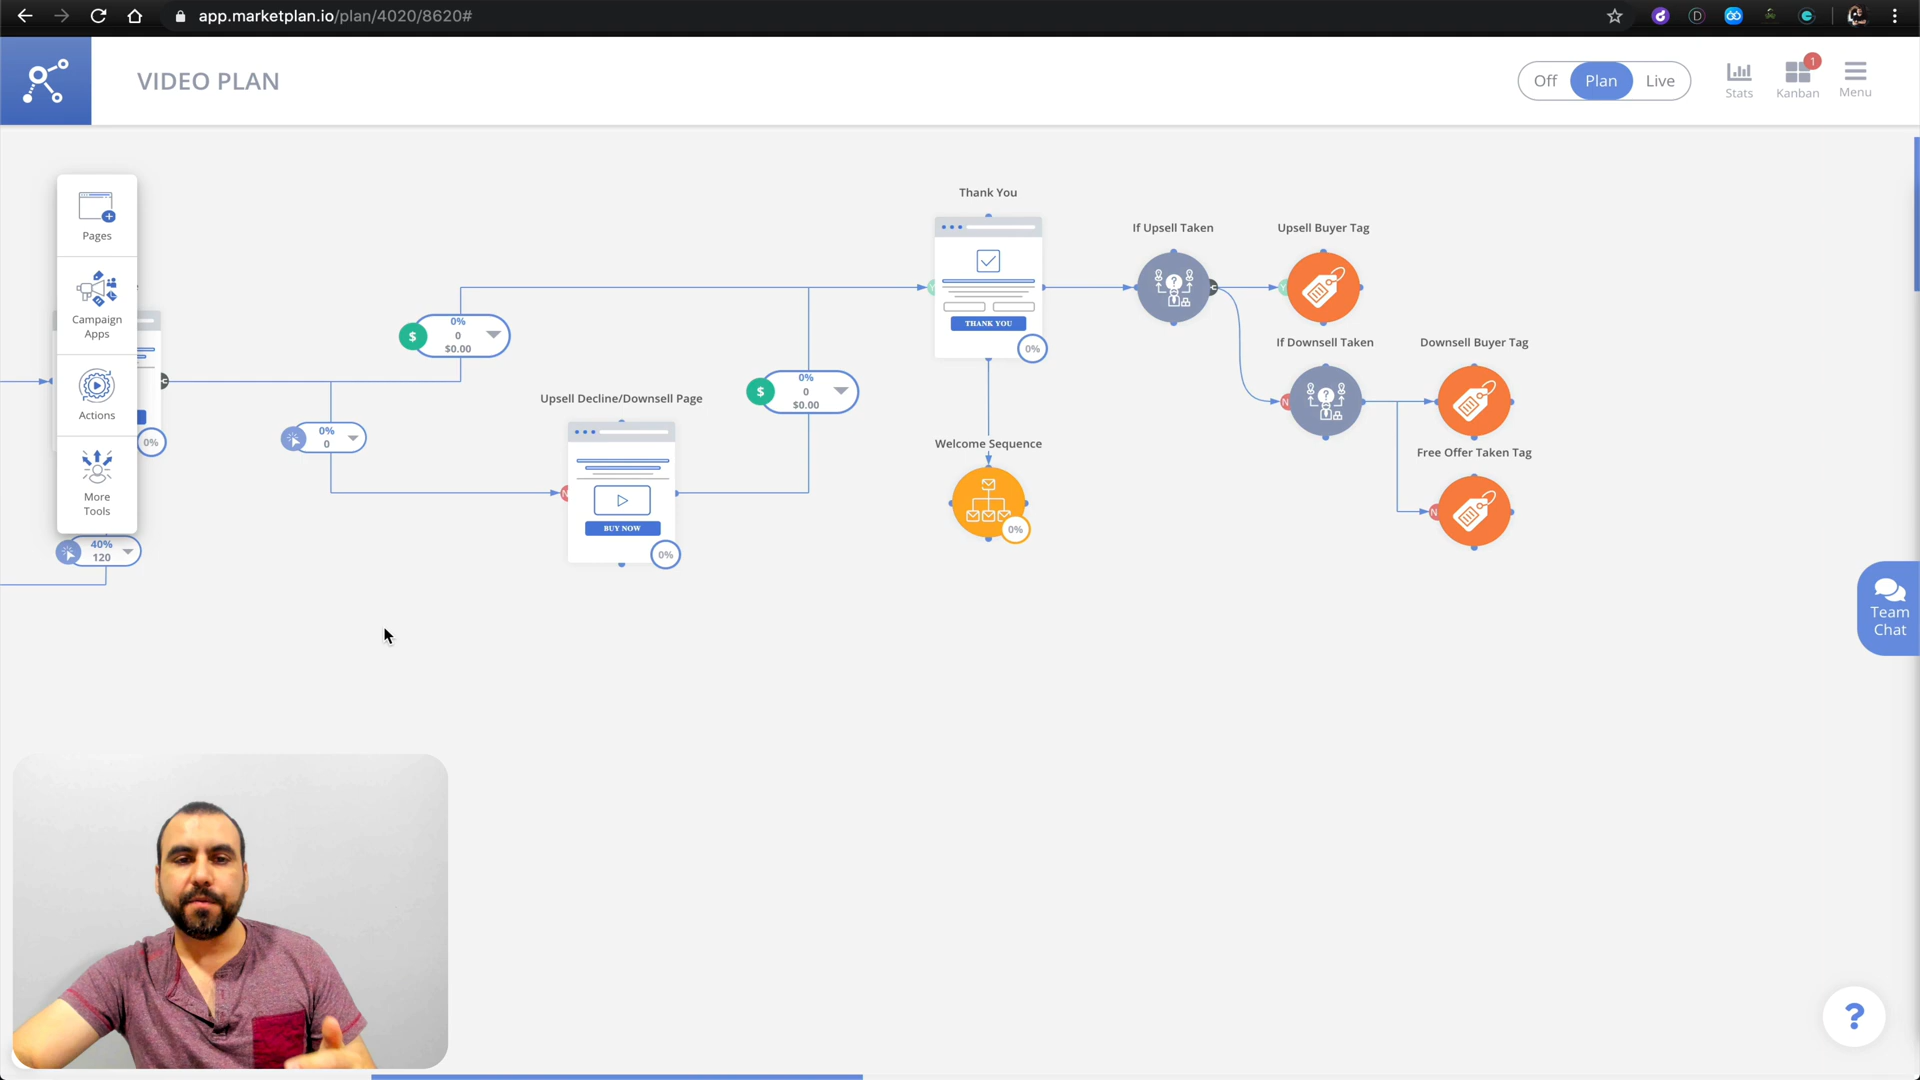 app.marketplan.io/plan/4020/8620#
VIDEO PLAN
Off
Plan
Live
Stats
1
Kanban
Menu
Pages
Campaign
Apps
Actions
More
Tools
0%
40%
120
0%
0
$0.00
0%
0
Upsell Decline/Downsell Page
BUY NOW
0%
N
$
0%
0
$0.00
$
Thank You
THANK YOU
0%
Welcome Sequence
0%
If Upsell Taken
?
Upsell Buyer Tag
Y
If Downsell Taken
?
N
Downsell Buyer Tag
Free Offer Taken Tag
N
Team
Chat
?